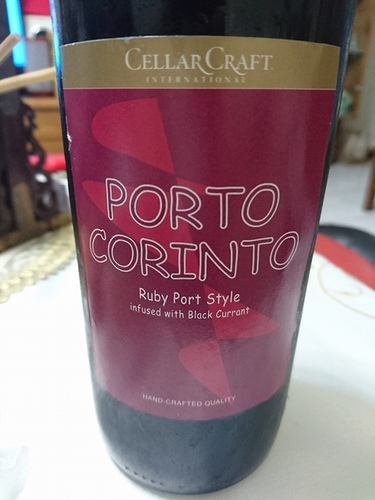 CELLARCRAFT
INTERNATIONAL
PORTO
CORINTO
Ruby Port Style
infused with Black Currant
HAND-CRAFTED QUALITY